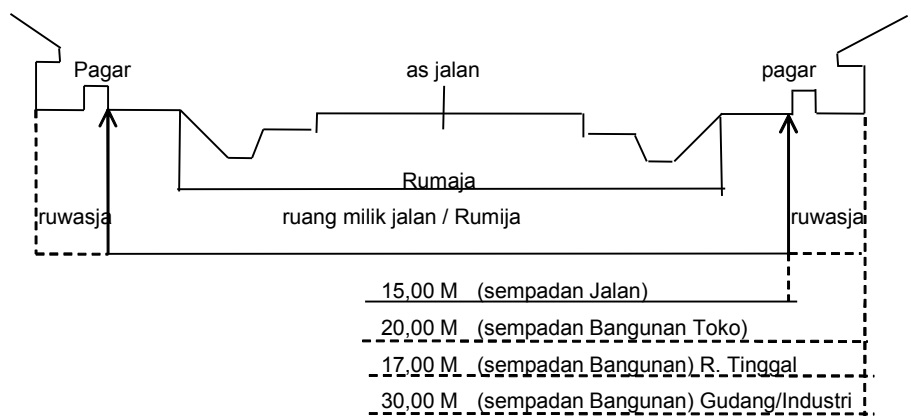 Pagar as jalan pagar
Rumaja
ruwasja ruang milik jalan / Rumija ruwasja
15,00 M (sempadan Jalan)
20,00 M (sempadan Bangunan Toko)
17,00 M (sempadan Bangunan) R. Tinggal
30,00 M (sempadan Bangunan) Gudang/Industri